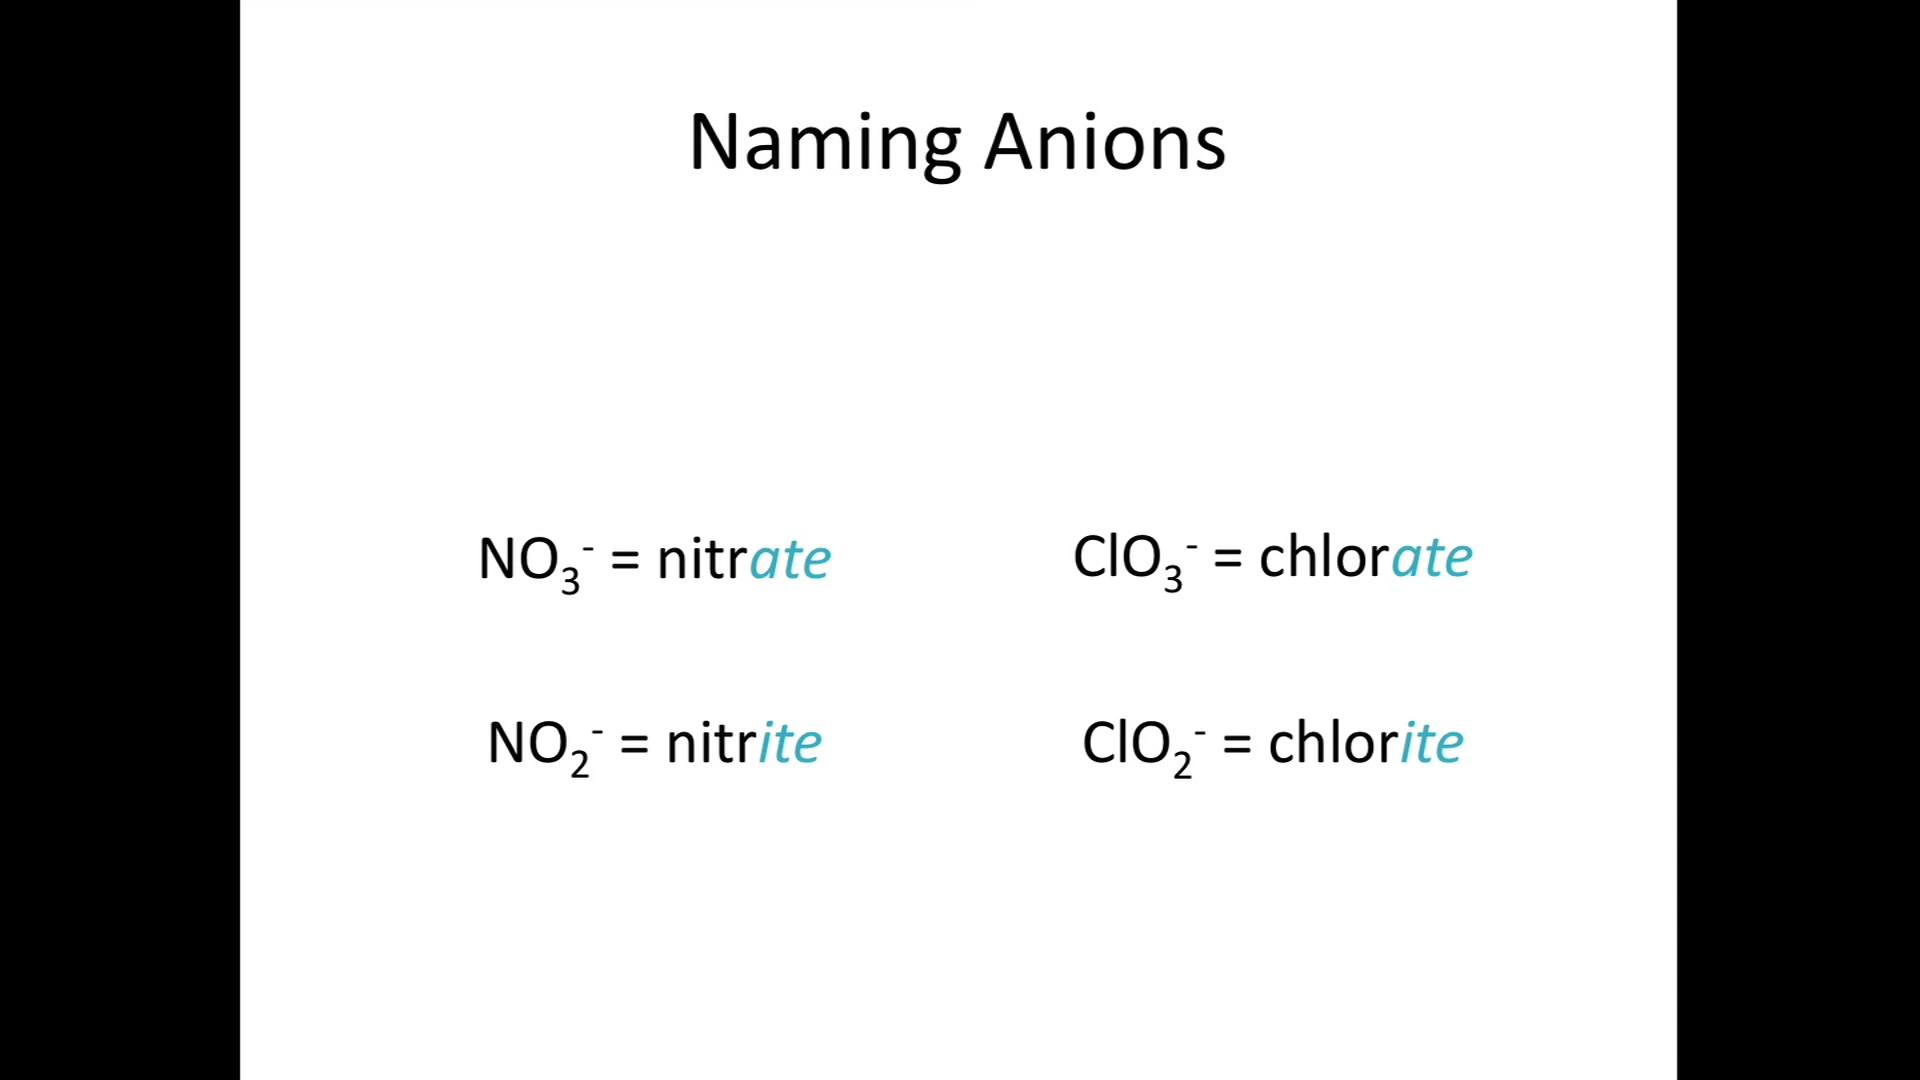 Naming Anions
NO₃⁻ = nitrate
ClO₃⁻ = chlorate
NO₂⁻ = nitrite
ClO₂⁻ = chlorite